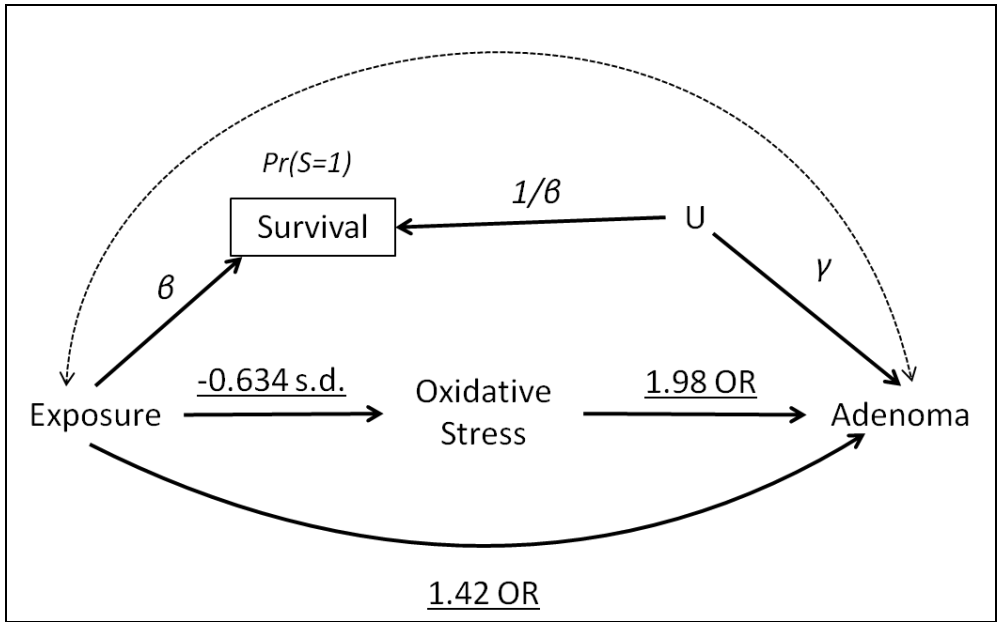 Pr(S=1)
Survival
1/β
U
β
γ
-0.634 s.d.
1.98 OR
Exposure
Oxidative
Stress
Adenoma
1.42 OR